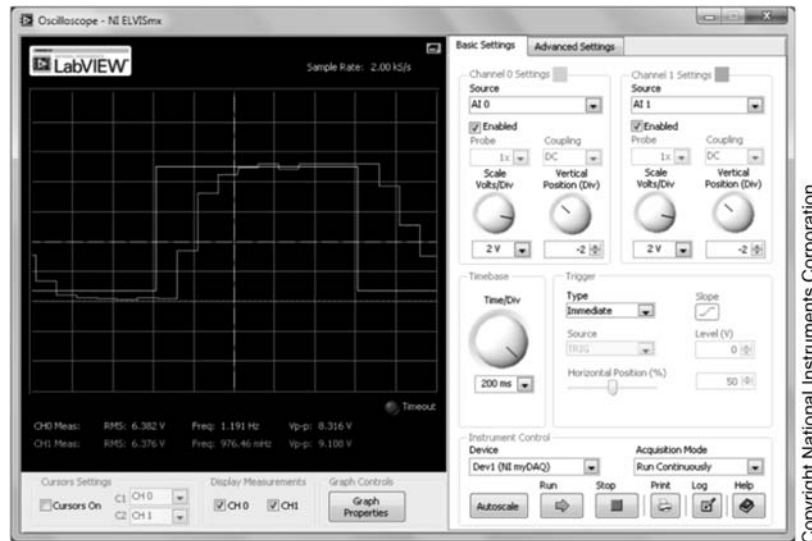 Oscilloscope - NI ELVISmx
LabVIEW
Sample Rate: 2.00 kS/s
Timeout
CH0 Meas: RMS: 6.382 V Freq: 1.191 Hz Vp-p: 8.316 V
CH1 Meas: RMS: 6.376 V Freq: 976.46 mHz Vp-p: 9.108 V
Cursors Settings
Cursors On
C1 CH 0
C2 CH 1
Display Measurements
CH 0 CH1
Graph Controls
Graph
Properties
Basic Settings Advanced Settings
Channel 0 Settings
Source
AI 0
Enabled
Probe Coupling
1x DC
Scale Vertical
Volts/Div Position (Div)
2 V -2
Channel 1 Settings
Source
AI 1
Enabled
Probe Coupling
1x DC
Scale Vertical
Volts/Div Position (Div)
2 V -2
Timebase
Time/Div
200 ms
Trigger
Type
Immediate
Slope
Source
TRIG
Level (V)
0
Horizontal Position (%)
50
Instrument Control
Device
Dev1 (NI myDAQ)
Acquisition Mode
Run Continuously
Run Stop Print Log Help
Autoscale
Copyright National Instruments Corporation